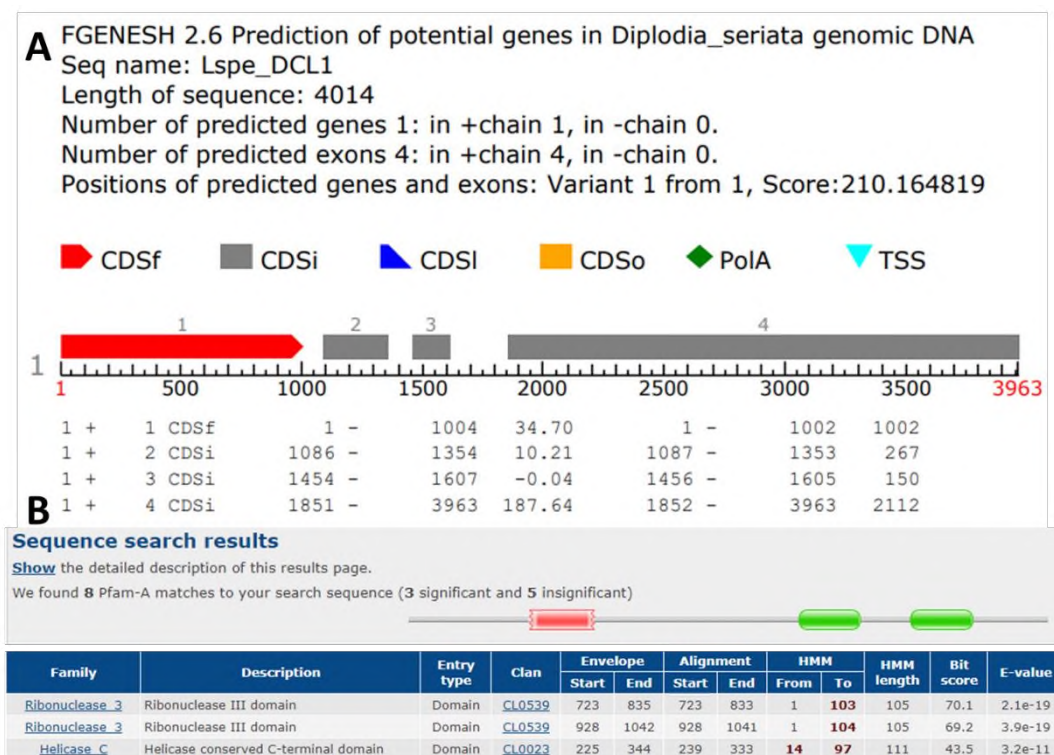 A FGENESH 2.6 Prediction of potential genes in Diplodia_seriata genomic DNA
Seq name: Lspe_DCL1
Length of sequence: 4014
Number of predicted genes 1: in +chain 1, in -chain 0.
Number of predicted exons 4: in +chain 4, in -chain 0.
Positions of predicted genes and exons: Variant 1 from 1, Score:210.164819
CDSf CDSi CDSl CDSo PolA TSS
1 2 3 4
1
1 500 1000 1500 2000 2500 3000 3500 3963
1 + 1 CDSf 1 - 1004 34.70 1 - 1002 1002
1 + 2 CDSi 1086 - 1354 10.21 1087 - 1353 267
1 + 3 CDSi 1454 - 1607 -0.04 1456 - 1605 150
1 + 4 CDSi 1851 - 3963 187.64 1852 - 3963 2112
B
Sequence search results
Show the detailed description of this results page.
We found 8 Pfam-A matches to your search sequence (3 significant and 5 insignificant)
Family Description Entry type Clan Envelope Start End Alignment Start End HMM From To HMM length Bit score E-value
Ribonuclease_3 Ribonuclease III domain Domain CL0539 723 835 723 833 1 103 105 70.1 2.1e-19
Ribonuclease_3 Ribonuclease III domain Domain CL0539 928 1042 928 1041 1 104 105 69.2 3.9e-19
Helicase_C Helicase conserved C-terminal domain Domain CL0023 225 344 239 333 14 97 111 43.5 3.2e-11